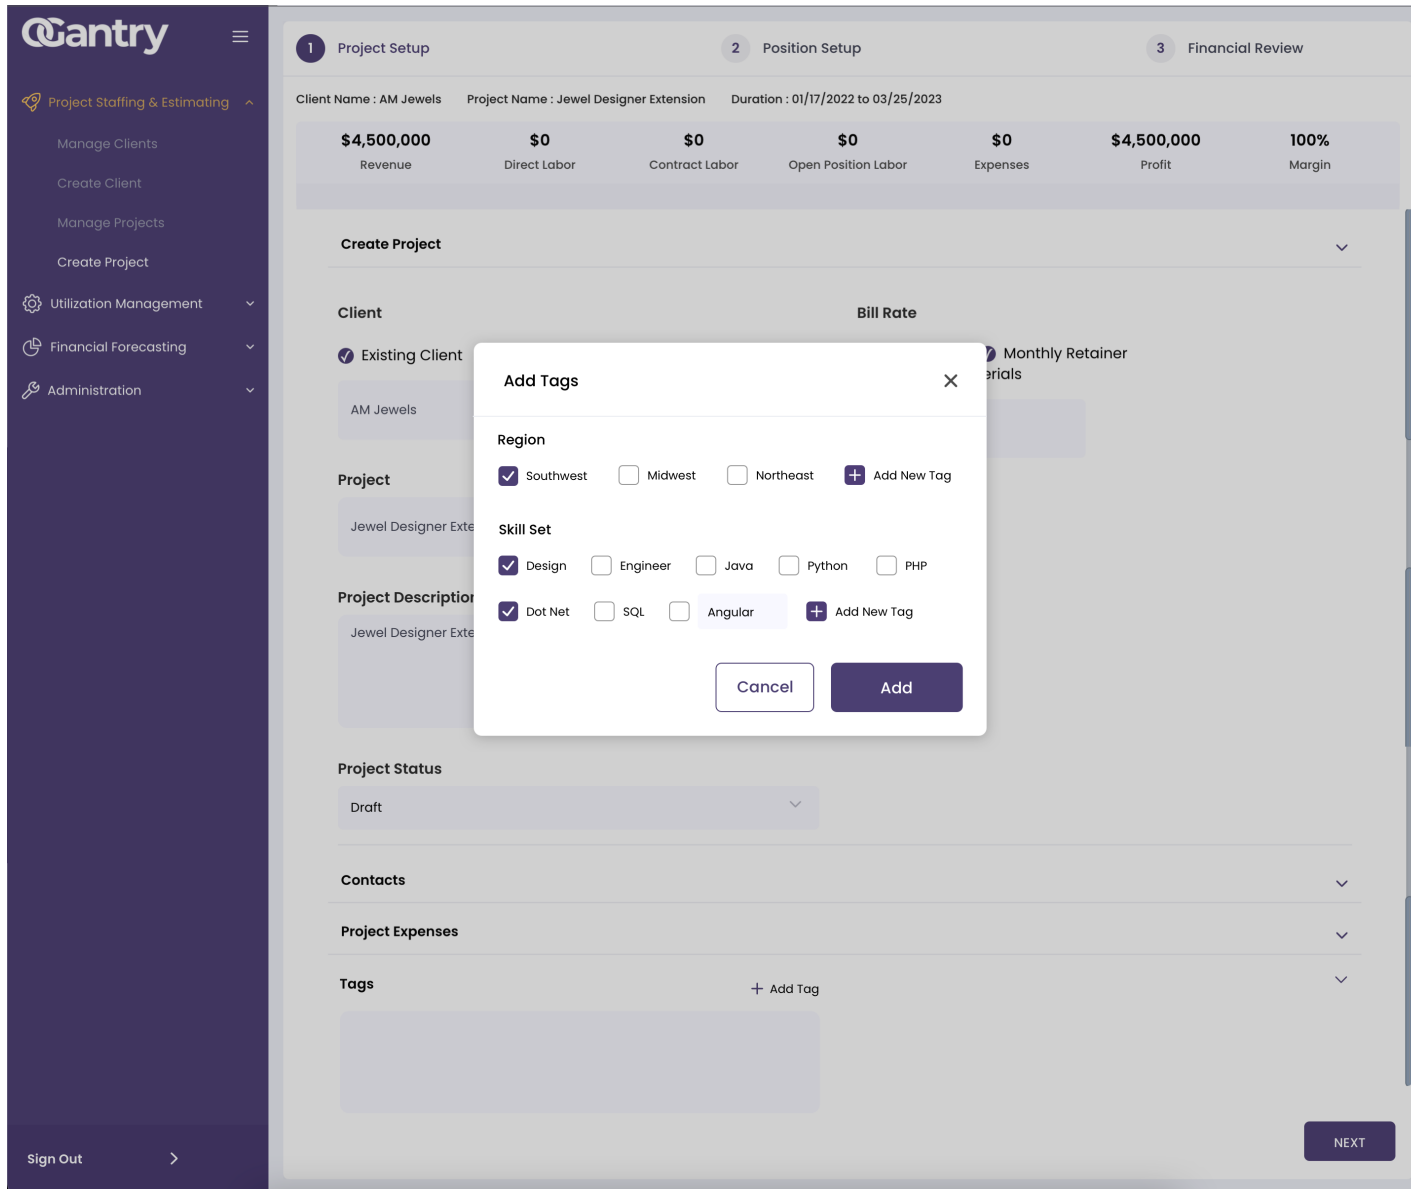 Gantry
Project Staffing & Estimating
Manage Clients
Create Client
Manage Projects
Create Project
Utilization Management
Financial Forecasting
Administration
Sign Out
1 Project Setup
2 Position Setup
3 Financial Review
Client Name : AM Jewels Project Name : Jewel Designer Extension Duration : 01/17/2022 to 03/25/2023
$4,500,000 $0 $0 $0 $0 $4,500,000 100%
Revenue Direct Labor Contract Labor Open Position Labor Expenses Profit Margin
Create Project
Client
Bill Rate
Existing Client
Monthly Retainer
erials
AM Jewels
Project
Jewel Designer Exte
Project Description
Jewel Designer Exte
Add Tags
Region
Southwest Midwest Northeast Add New Tag
Skill Set
Design Engineer Java Python PHP
Dot Net SQL Angular Add New Tag
Cancel Add
Project Status
Draft
Contacts
Project Expenses
Tags
Add Tag
NEXT